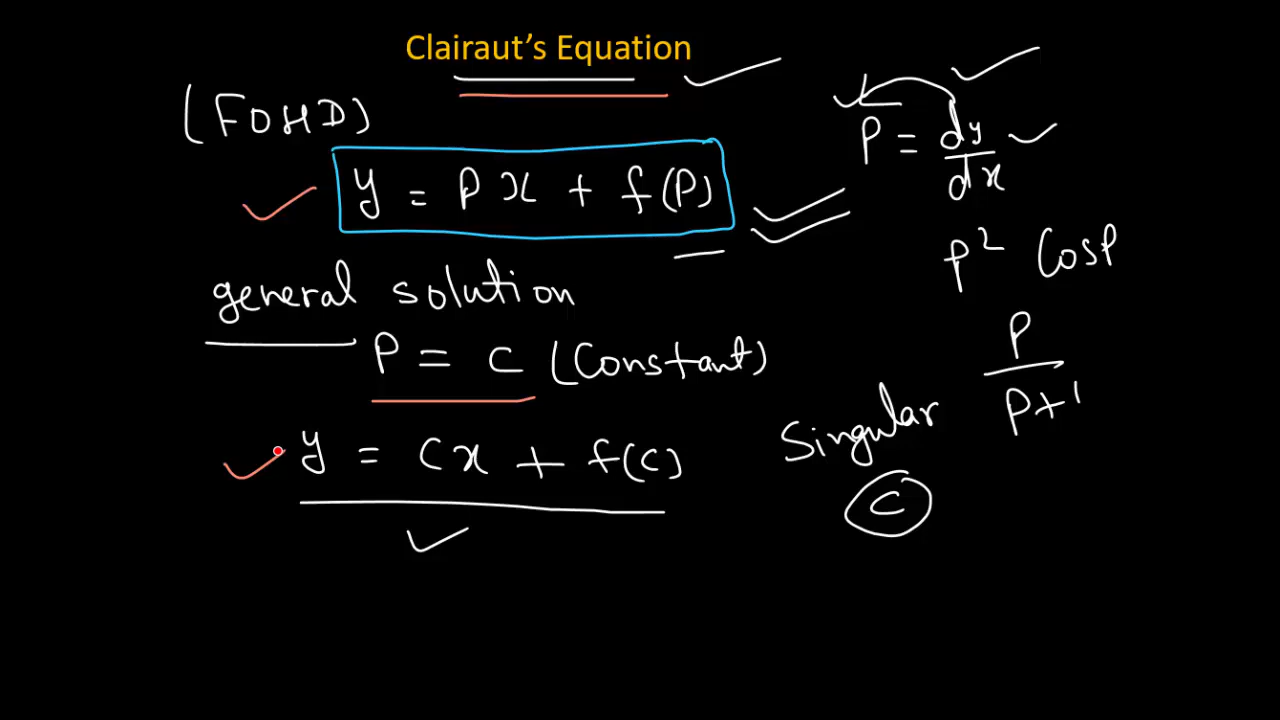 Clairaut's Equation
(FOHD)
P = dy/dx
y = Px + f(P)
p² Cosp
general solution
P = C (Constant)
P/P+1
Singular
y = Cx + f(C)
C